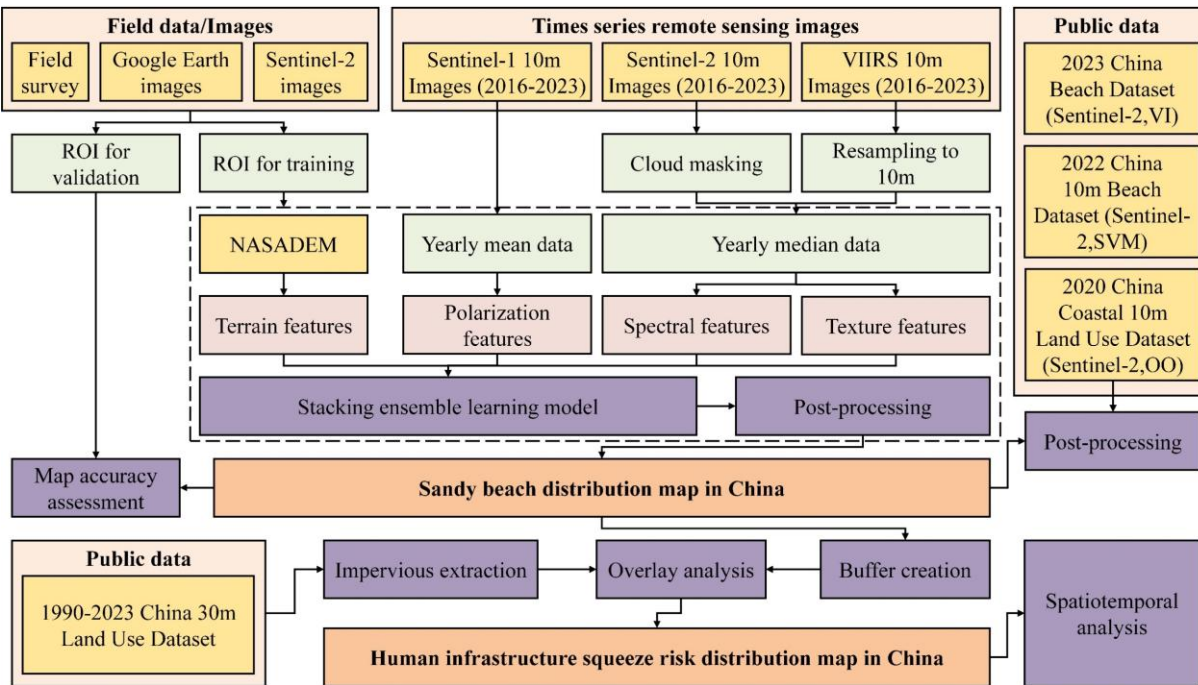 Field data/Images
Field
survey
Google Earth
images
Sentinel-2
images
Times series remote sensing images
Sentinel-1 10m
Images (2016-2023)
Sentinel-2 10m
Images (2016-2023)
VIIRS 10m
Images (2016-2023)
Public data
2023 China
Beach Dataset
(Sentinel-2,VI)
2022 China
10m Beach
Dataset (Sentinel-
2,SVM)
2020 China
Coastal 10m
Land Use Dataset
(Sentinel-2,OO)
ROI for
validation
ROI for training
Cloud masking
Resampling to
10m
NASADEM
Yearly mean data
Yearly median data
Terrain features
Polarization
features
Spectral features
Texture features
Stacking ensemble learning model
Post-processing
Post-processing
Map accuracy
assessment
Sandy beach distribution map in China
Public data
1990-2023 China 30m
Land Use Dataset
Impervious extraction
Overlay analysis
Buffer creation
Spatiotemporal
analysis
Human infrastructure squeeze risk distribution map in China